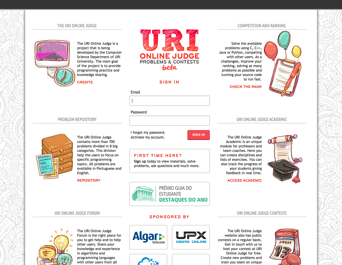 THE URI ONLINE JUDGE
The URI Online Judge is a
project that is being
developed by the Computer
Science Department of URI
University. The main goal
of the project is to provide
programming practice and
knowledge sharing.
CREDITS
PROBLEM REPOSITORY
The URI Online Judge
contains more than 700
problems divided in 8 big
categories. This division
help the users to focus on
specific programming
topics. All problems are
available in Portuguese and
English.
REPOSITORY
URI ONLINE JUDGE FORUM
The URI Online Judge
Forum is the right place for
you to get help and to help
other users. Share your
knowledge and experience
in algorithms and
programming languages
with other users from all
URI
ONLINE JUDGE
PROBLEMS & CONTESTS
beta
SIGN IN
Email:
Password:
I forgot my password.
Activate my account.
SIGN IN
FIRST TIME HERE?
Sign up today to view materials, solve
problems, ask questions and much more.
PRÊMIO GUIA DO
ESTUDANTE
DESTAQUES DO ANO
SPONSORED BY
Algar
Telecom
UPX
COMPETITION AND RANKING
Solve the available
problems using C, C++,
Java or Python, competing
with other users. As a
challenges, improve your
ranking, solving as many
problems as possible and
turning your source code
to run fast.
CHECK THE RANK
URI ONLINE JUDGE ACADEMIC
The URI Online Judge
Academic is an unique
module for professors and
team coaches. Here you
can create disciplines and
lists of exercises. You can
also track the progress of
your students giving
feedback in real time.
ACCESS ACADEMIC
URI ONLINE JUDGE CONTESTS
The URI Online Judge
website also has public
contests on a regular basis.
Get in touch with us to
host your contest at URI
Online Judge for free.
Create new problems and
train you team in unique